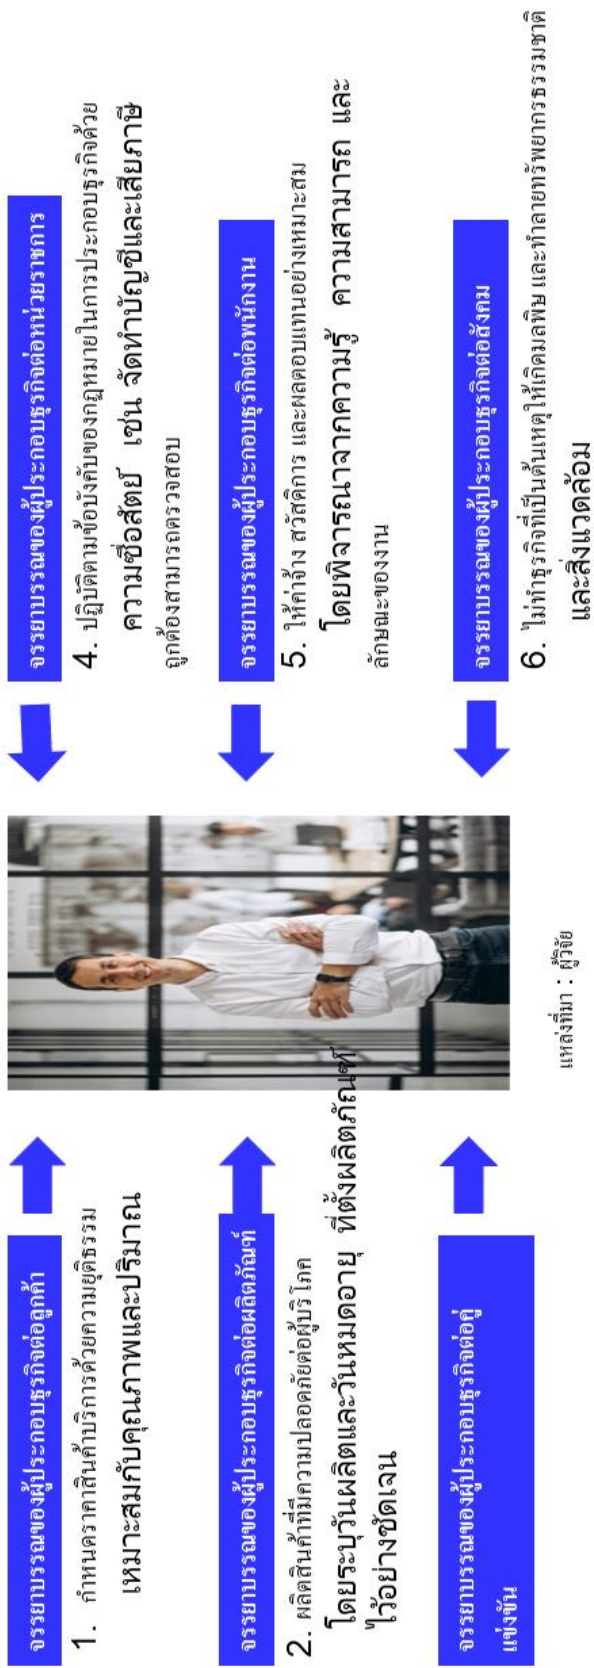 จรรยาบรรณของผู้ประกอบธุรกิจต่อลูกค้า
1. กำหนดราคาสินค้าบริการด้วยความยุติธรรม
เหมาะสมกับคุณภาพและปริมาณ
จรรยาบรรณของผู้ประกอบธุรกิจต่อผลิตภัณฑ์
2. ผลิตสินค้าที่มีความปลอดภัยต่อผู้บริโภค
โดยระบุวันผลิตและวันหมดอายุ ที่ตั้งผลิตภัณฑ์
ไว้อย่างชัดเจน
จรรยาบรรณของผู้ประกอบธุรกิจต่อคู่
แข่งขัน
จรรยาบรรณของผู้ประกอบธุรกิจต่อหน่วยราชการ
4. ปฏิบัติตามข้อบังคับของกฎหมายในการประกอบธุรกิจด้วย
ความซื่อสัตย์ เช่น จัดทำบัญชีและเสียภาษี
ถูกต้องสามารถตรวจสอบ
จรรยาบรรณของผู้ประกอบธุรกิจต่อพนักงาน
5. ให้ค่าจ้าง สวัสดิการ และผลตอบแทนอย่างเหมาะสม
โดยพิจารณาจากความรู้ ความสามารถ และ
ลักษณะของงาน
จรรยาบรรณของผู้ประกอบธุรกิจต่อสังคม
6. ไม่ทำธุรกิจที่เป็นต้นเหตุให้เกิดมลพิษ และทำลายทรัพยากรธรรมชาติ
และสิ่งแวดล้อม
แหล่งที่มา : ผู้วิจัย